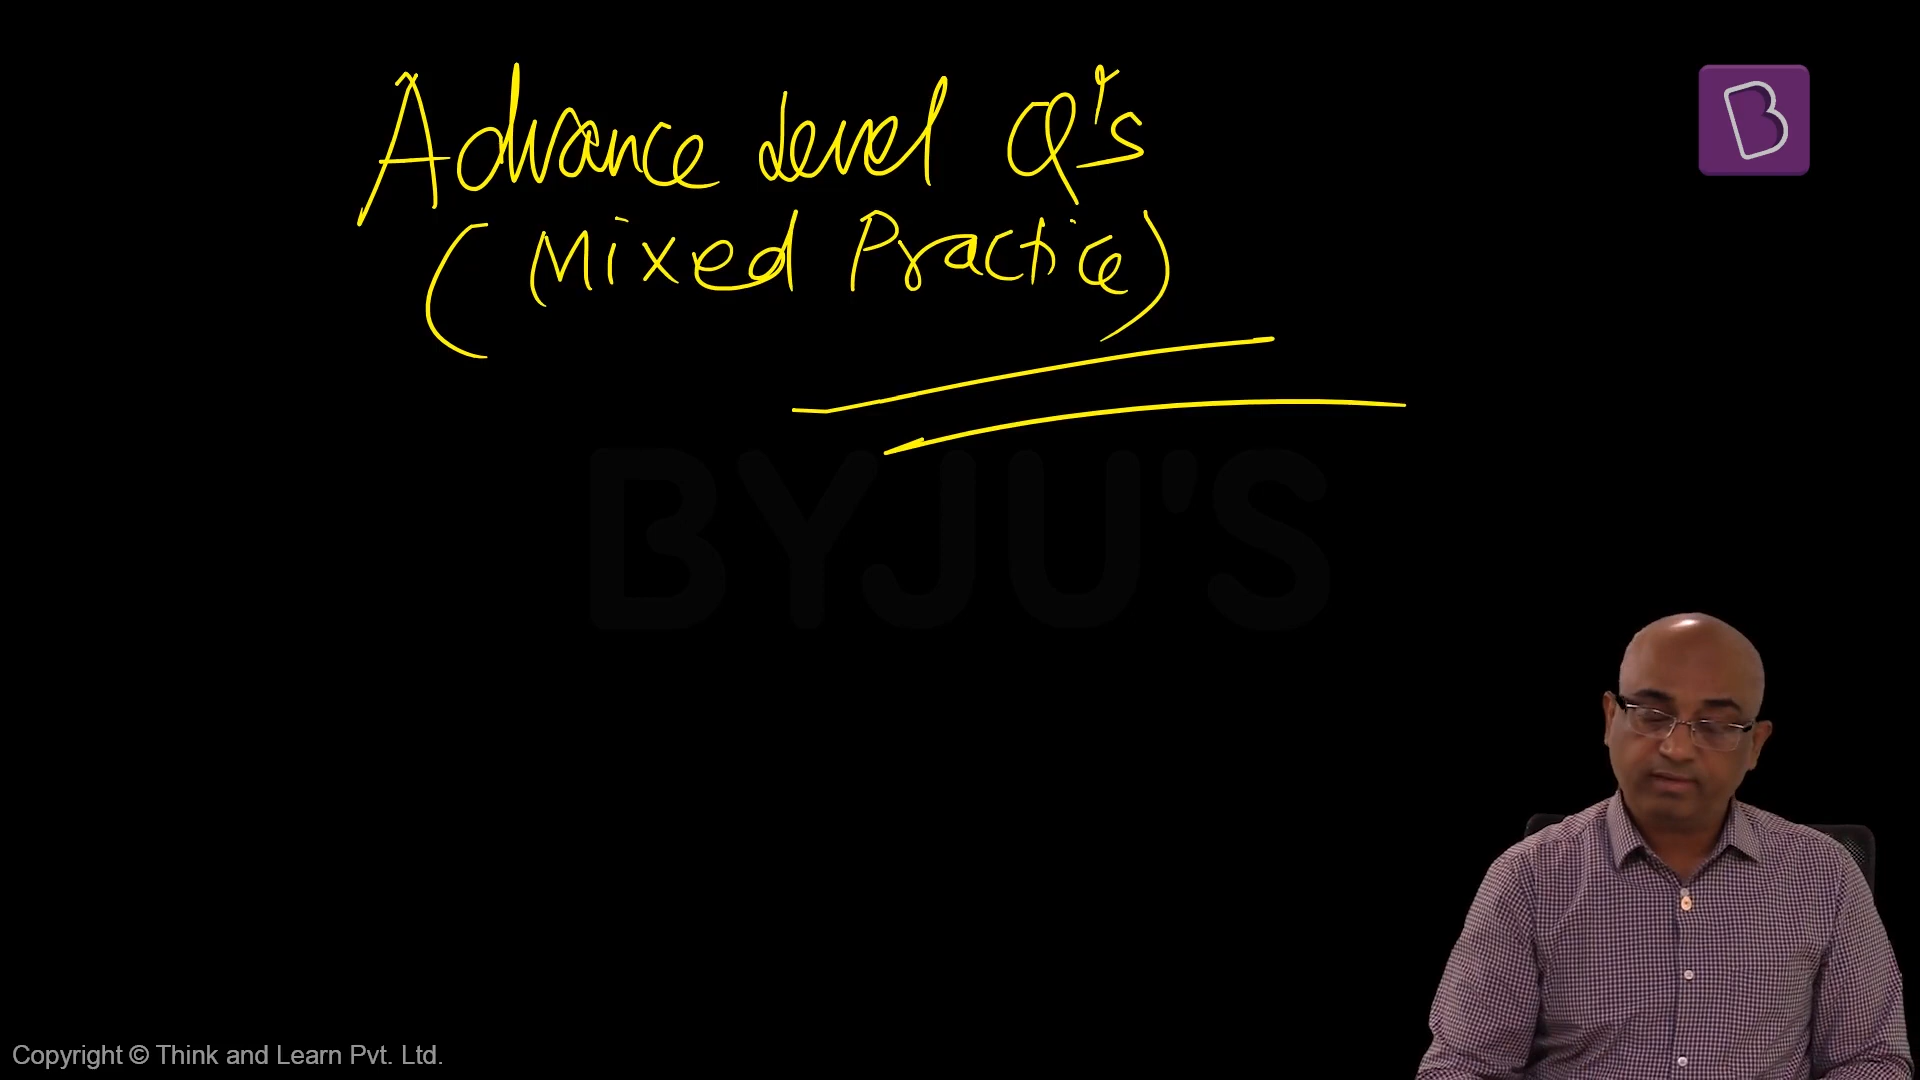 Advance Level Q's
(Mixed Practice)
BYJU'S
Copyright © Think and Learn Pvt. Ltd.